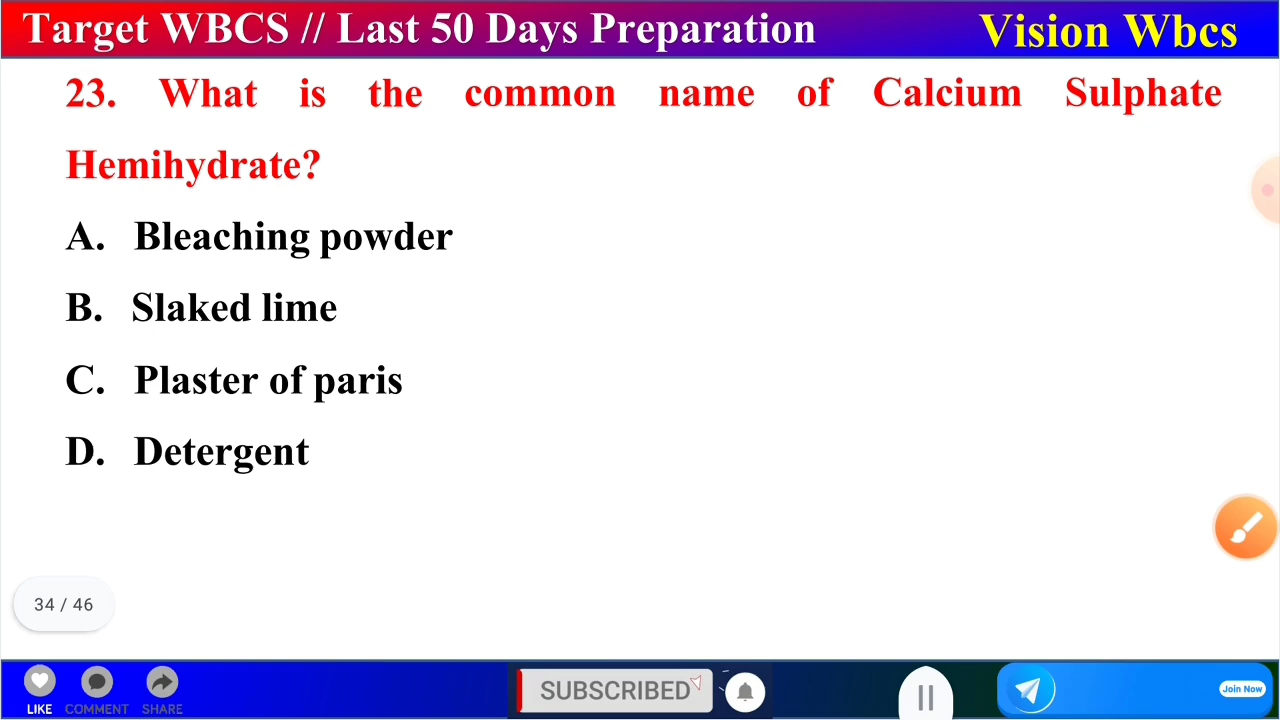 Target WBCS // Last 50 Days Preparation
Vision Wbcs
23. What is the common name of Calcium Sulphate
Hemihydrate?
A. Bleaching powder
B. Slaked lime
C. Plaster of paris
D. Detergent
34 / 46
LIKE COMMENT SHARE
SUBSCRIBED
Join Now